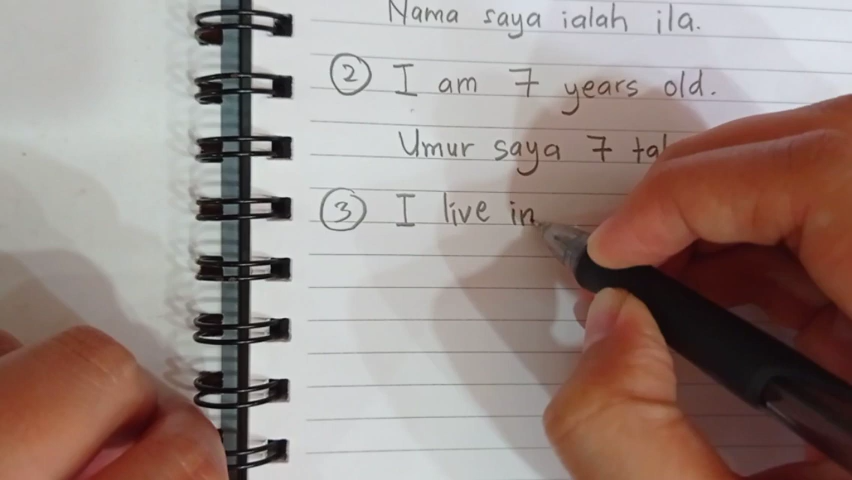 Nama saya ialah ila.
② I am 7 years old.
Umur saya 7
③ I live in